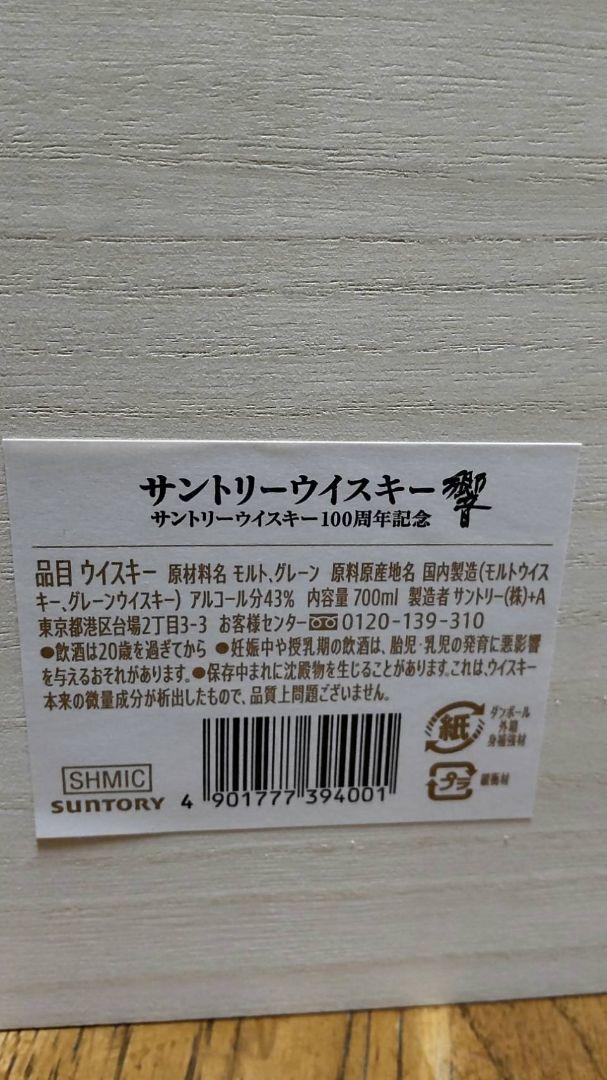 サントリーウイスキー響
サントリーウイスキー100周年記念
品目 ウイスキー 原材料名 モルト、グレーン 原料原産地名 国内製造(モルトウイス
キー、グレーンウイスキー) アルコール分43% 内容量 700ml 製造者 サントリー(株)+A
東京都港区台場2丁目3-3 お客様センター 0120-139-310
●飲酒は20歳を過ぎてから ●妊娠中や授乳期の飲酒は、胎児・乳児の発育に悪影響
を与えるおそれがあります。●保存中まれに沈殿物を生じることがあります。これは、ウイスキー
本来の微量成分が析出したもので、品質上問題ございません。
紙
ダンボール
外箱
身補強材
プラ
緩衝材
SHMIC
SUNTORY
4 901777 394001